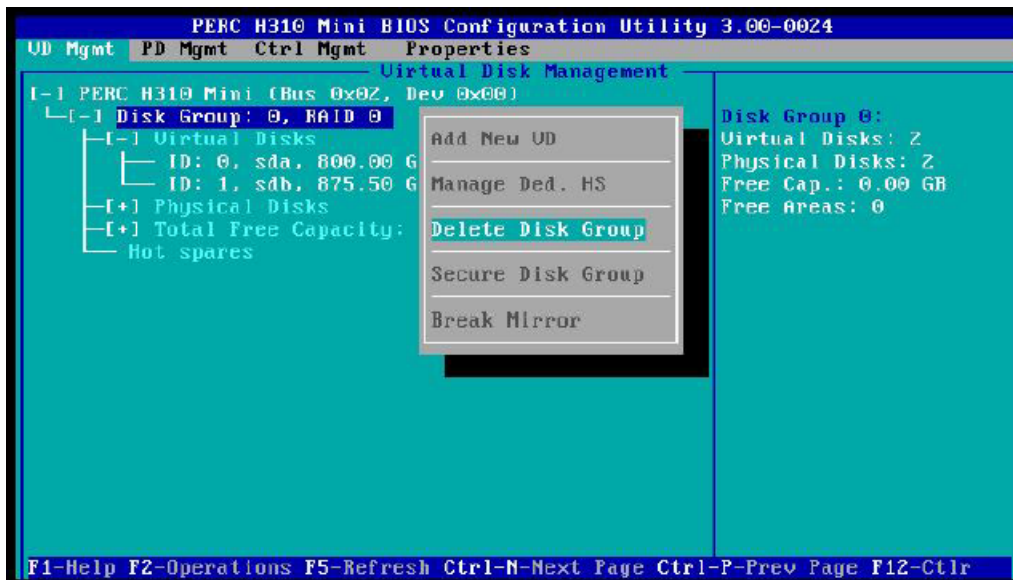 PERC H310 Mini BIOS Configuration Utility 3.00-0024
VD Mgmt PD Mgmt Ctrl Mgmt Properties
Virtual Disk Management
[-] PERC H310 Mini (Bus 0x02, Dev 0x00)
[-] Disk Group: 0, RAID 0
[-] Virtual Disks
ID: 0, sda, 800.00 G
ID: 1, sdb, 875.50 G
[+] Physical Disks
[+] Total Free Capacity:
Hot spares
Add New VD
Manage Ded. HS
Delete Disk Group
Secure Disk Group
Break Mirror
Disk Group 0:
Virtual Disks: 2
Physical Disks: 2
Free Cap.: 0.00 GB
Free Areas: 0
F1-Help F2-Operations F5-Refresh Ctrl-N-Next Page Ctrl-P-Prev Page F12-Ctlr